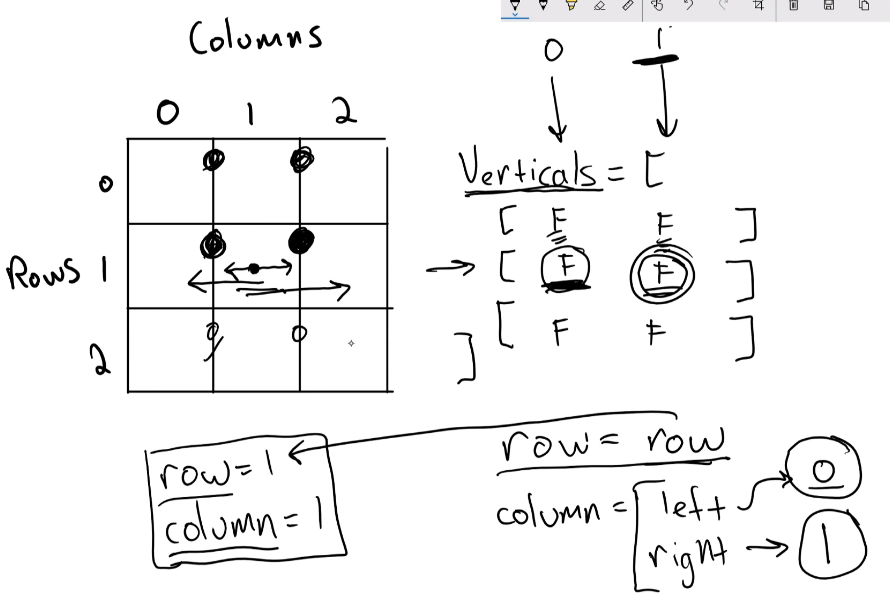 Columns
0 1
0 1 2
0
Verticals = [
[ F F ]
Rows 1
[ F F ]
2
[ F F ]
]
row = 1
column = 1
row = row
column = [ left 0
right 1